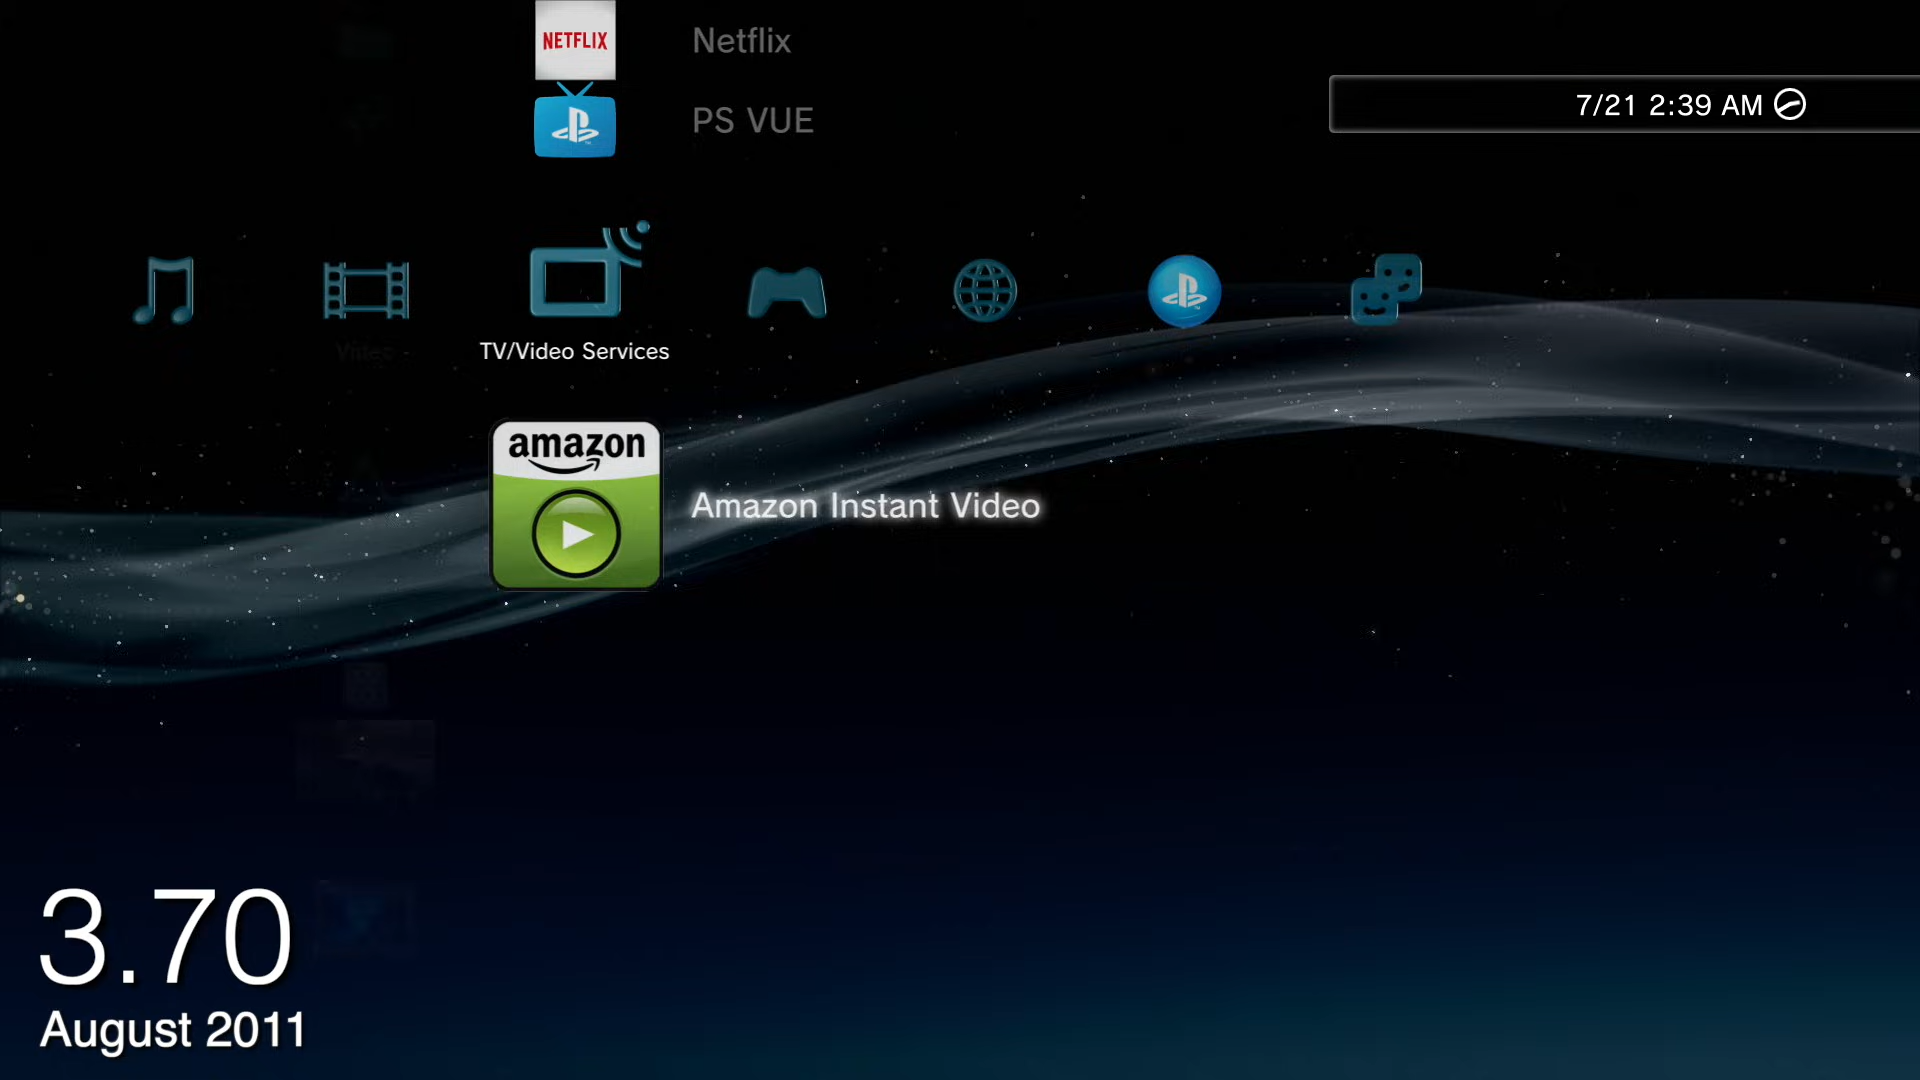 NETFLIX
Netflix
PS VUE
7/21 2:39 AM
Video
TV/Video Services
amazon
Amazon Instant Video
3.70
August 2011